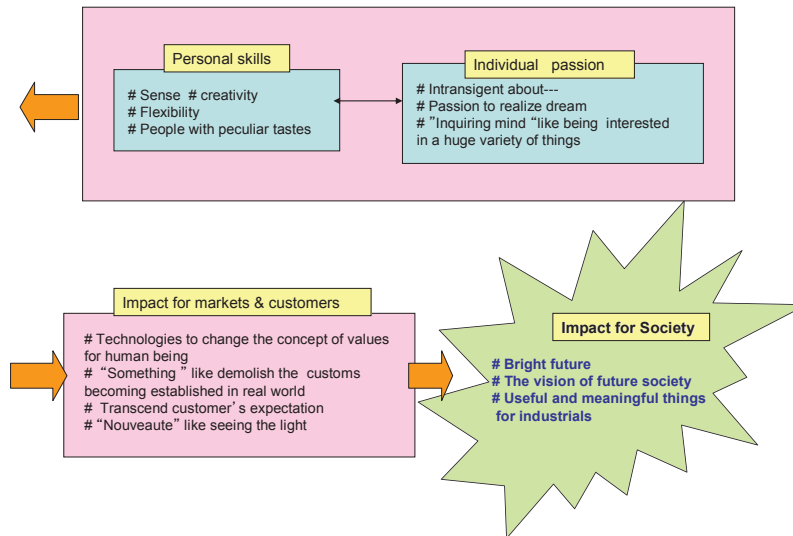 Personal skills
# Sense # creativity
# Flexibility
# People with peculiar tastes
Individual passion
# Intransigent about---
# Passion to realize dream
# ”Inquiring mind “like being interested
in a huge variety of things
Impact for markets & customers
# Technologies to change the concept of values
for human being
# “Something ” like demolish the customs
becoming established in real world
# Transcend customer’s expectation
# “Nouveaute” like seeing the light
Impact for Society
# Bright future
# The vision of future society
# Useful and meaningful things
for industrials